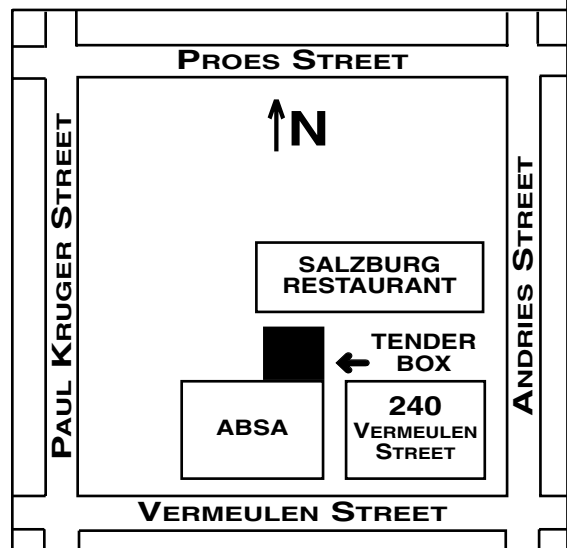 PROES STREET
N
PAUL KRUGER STREET
ANDRIES STREET
SALZBURG
RESTAURANT
TENDER
BOX
ABSA
240
VERMEULEN
STREET
VERMEULEN STREET